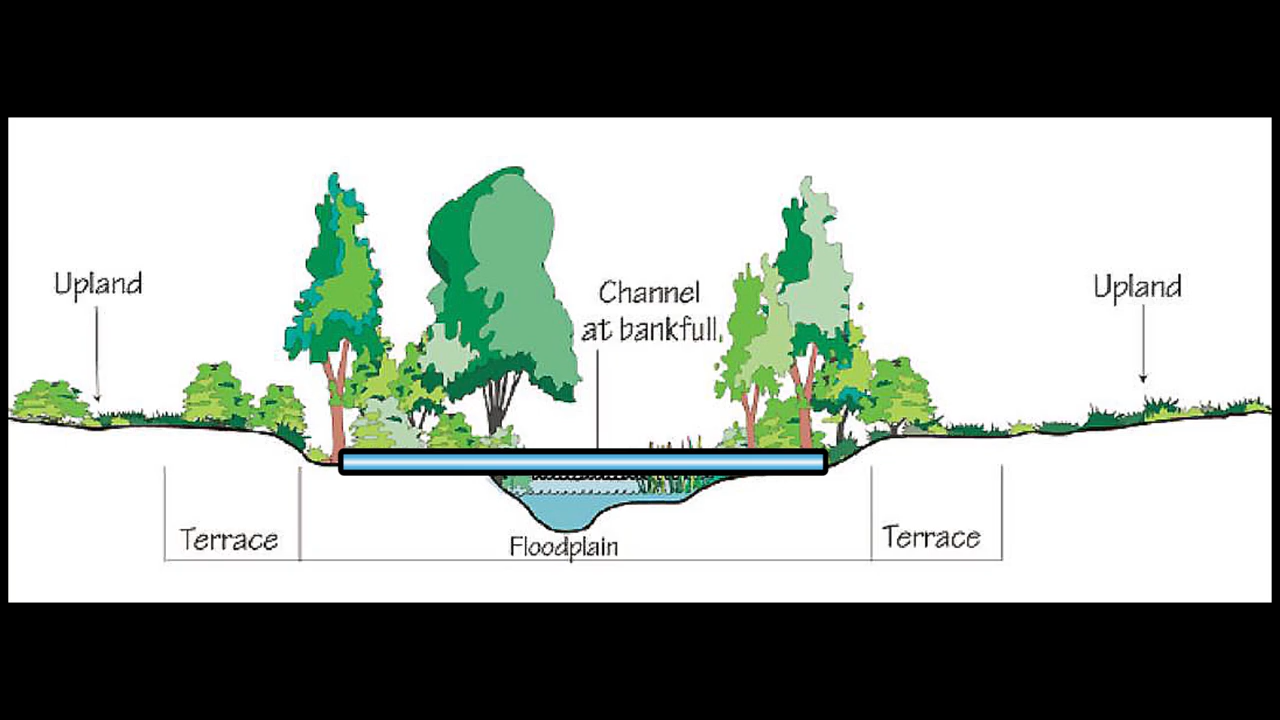 Upland
Channel
at bankfull
Upland
Terrace
Floodplain
Terrace